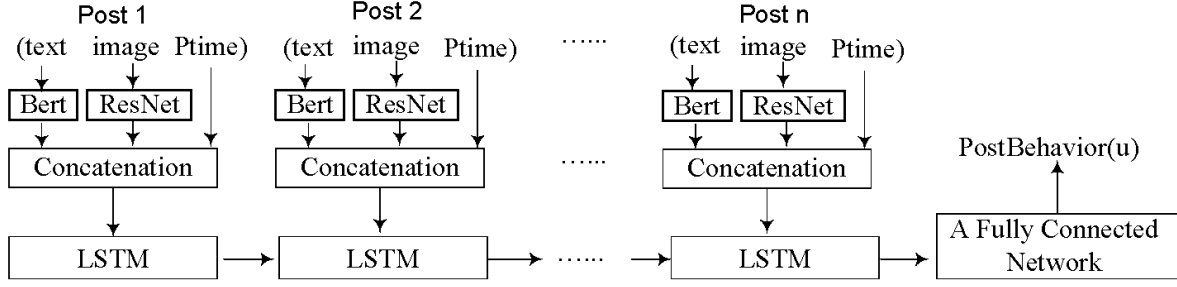 Post 1 Post 2 Post n
(text image Ptime) (text image Ptime) ...... (text image Ptime)
Bert ResNet Bert ResNet Bert ResNet
Concatenation Concatenation ...... Concatenation
PostBehavior(u)
LSTM LSTM ...... LSTM
A Fully Connected
Network